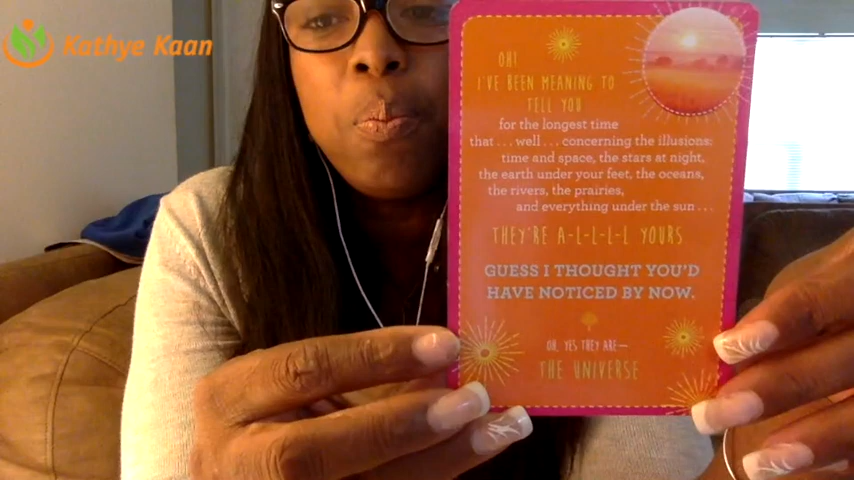 Kathye Kaan
OH!
I'VE BEEN MEANING TO
TELL YOU
for the longest time
that... well... concerning the illusions:
time and space, the stars at night,
the earth under your feet, the oceans,
the rivers, the prairies,
and everything under the sun...
THEY'RE A-L-L-L-L YOURS
GUESS I THOUGHT YOU'D
HAVE NOTICED BY NOW.
OH, YES THEY ARE—
THE UNIVERSE